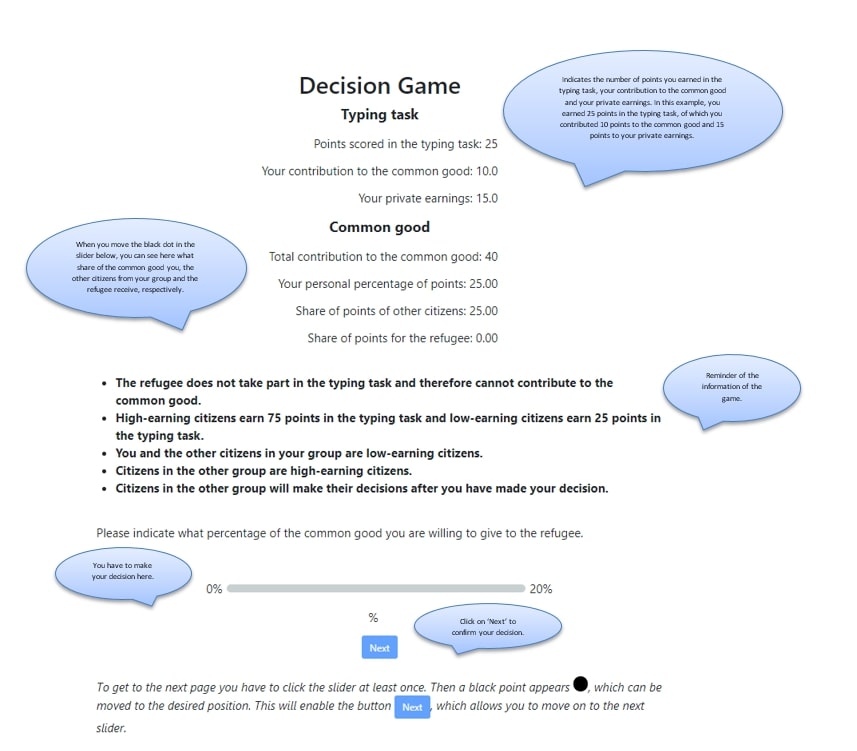 Decision Game
Typing task
Points scored in the typing task: 25
Your contribution to the common good: 10.0
Your private earnings: 15.0
Indicates the number of points you earned in the
typing task, your contribution to the common good
and your private earnings. In this example, you
earned 25 points in the typing task, of which you
contributed 10 points to the common good and 15
points to your private earnings.
Common good
Total contribution to the common good: 40
Your personal percentage of points: 25.00
Share of points of other citizens: 25.00
Share of points for the refugee: 0.00
When you move the black dot in the
slider below, you can see here what
share of the common good you, the
other citizens from your group and the
refugee receive, respectively.
• The refugee does not take part in the typing task and therefore cannot contribute to the
common good.
• High-earning citizens earn 75 points in the typing task and low-earning citizens earn 25 points in
the typing task.
• You and the other citizens in your group are low-earning citizens.
• Citizens in the other group are high-earning citizens.
• Citizens in the other group will make their decisions after you have made your decision.
Reminder of the
information of the
game.
Please indicate what percentage of the common good you are willing to give to the refugee.
You have to make
your decision here.
0% 20%
%
Next
Click on 'Next' to
confirm your decision.
To get to the next page you have to click the slider at least once. Then a black point appears , which can be
moved to the desired position. This will enable the button Next , which allows you to move on to the next
slider.